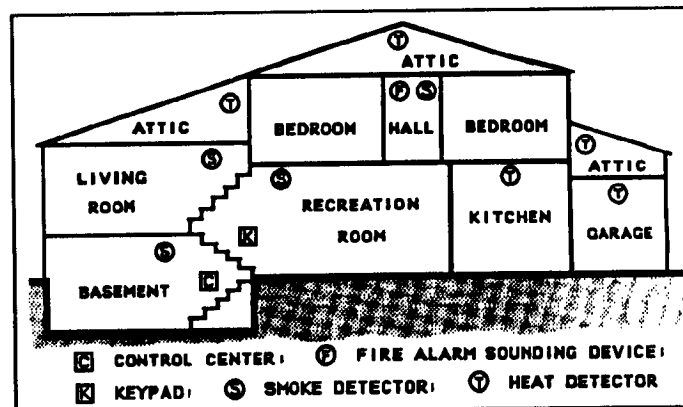 T
ATTIC
T
ATTIC
F S
BEDROOM HALL BEDROOM
T
ATTIC
S
LIVING ROOM
S
RECREATION ROOM
T
KITCHEN
T
GARAGE
K
S
C
BASEMENT
C CONTROL CENTER; F FIRE ALARM SOUNDING DEVICE;
K KEYPAD; S SMOKE DETECTOR; T HEAT DETECTOR